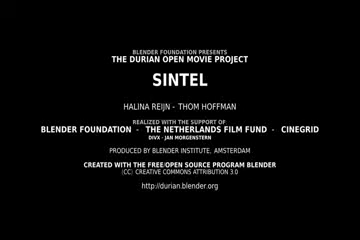 BLENDER FOUNDATION PRESENTS
THE DURIAN OPEN MOVIE PROJECT
SINTEL
HALINA REIJN - THOM HOFFMAN
REALIZED WITH THE SUPPORT OF
BLENDER FOUNDATION - THE NETHERLANDS FILM FUND - CINEGRID
DIVX - JAN MORGENSTERN
PRODUCED BY BLENDER INSTITUTE, AMSTERDAM
CREATED WITH THE FREE/OPEN SOURCE PROGRAM BLENDER
(CC) CREATIVE COMMONS ATTRIBUTION 3.0
http://durian.blender.org